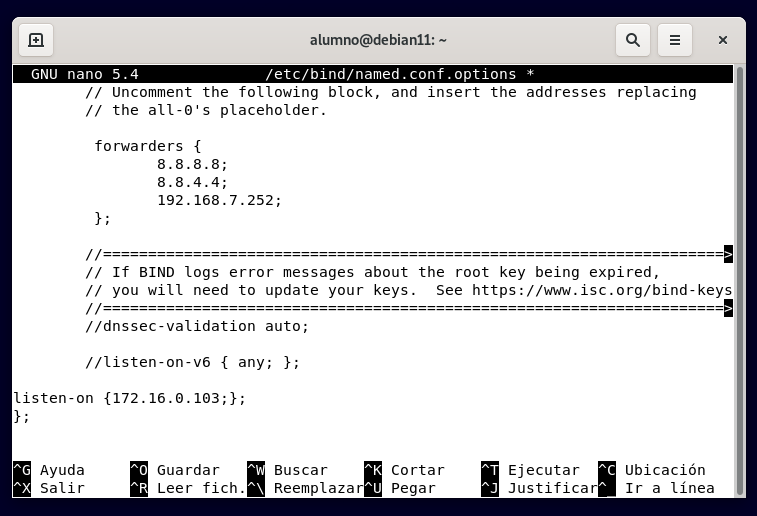 alumno@debian11: ~
GNU nano 5.4 /etc/bind/named.conf.options *
// Uncomment the following block, and insert the addresses replacing
// the all-0's placeholder.
forwarders {
8.8.8.8;
8.8.4.4;
192.168.7.252;
};
//=====================================================================>
// If BIND logs error messages about the root key being expired,
// you will need to update your keys.  See https://www.isc.org/bind-keys
//=====================================================================>
//dnssec-validation auto;
//listen-on-v6 { any; };
listen-on {172.16.0.103;};
};
^G Ayuda ^O Guardar ^W Buscar ^K Cortar ^T Ejecutar ^C Ubicación
^X Salir ^R Leer fich. ^\ Reemplazar ^U Pegar ^J Justificar ^_ Ir a línea